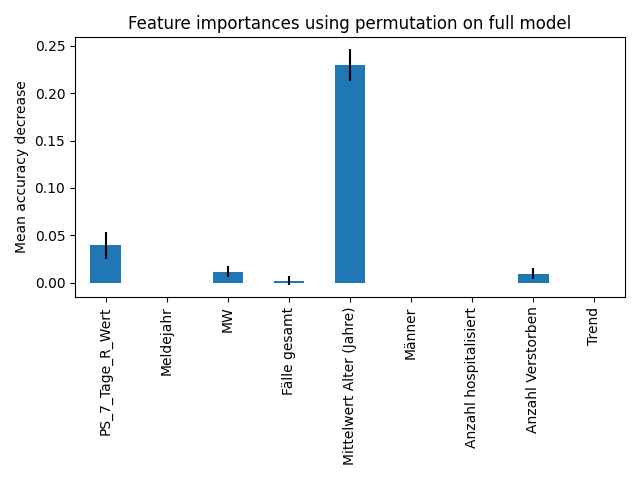 Feature importances using permutation on full model
Mean accuracy decrease
0.25
0.20
0.15
0.10
0.05
0.00
PS_7_Tage_R_Wert
Meldejahr
MW
Fälle gesamt
Mittelwert Alter (Jahre)
Männer
Anzahl hospitalisiert
Anzahl Verstorben
Trend